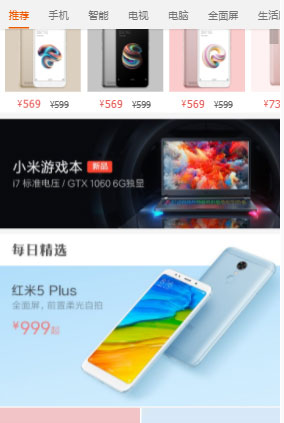 推荐 手机 智能 电视 电脑 全面屏 生活
¥569 ¥599 ¥569 ¥599 ¥569 ¥599 ¥73
小米游戏本 新品
i7 标准电压 / GTX 1060 6G独显
每日精选
红米5 Plus
全面屏，前置柔光自拍
¥999起